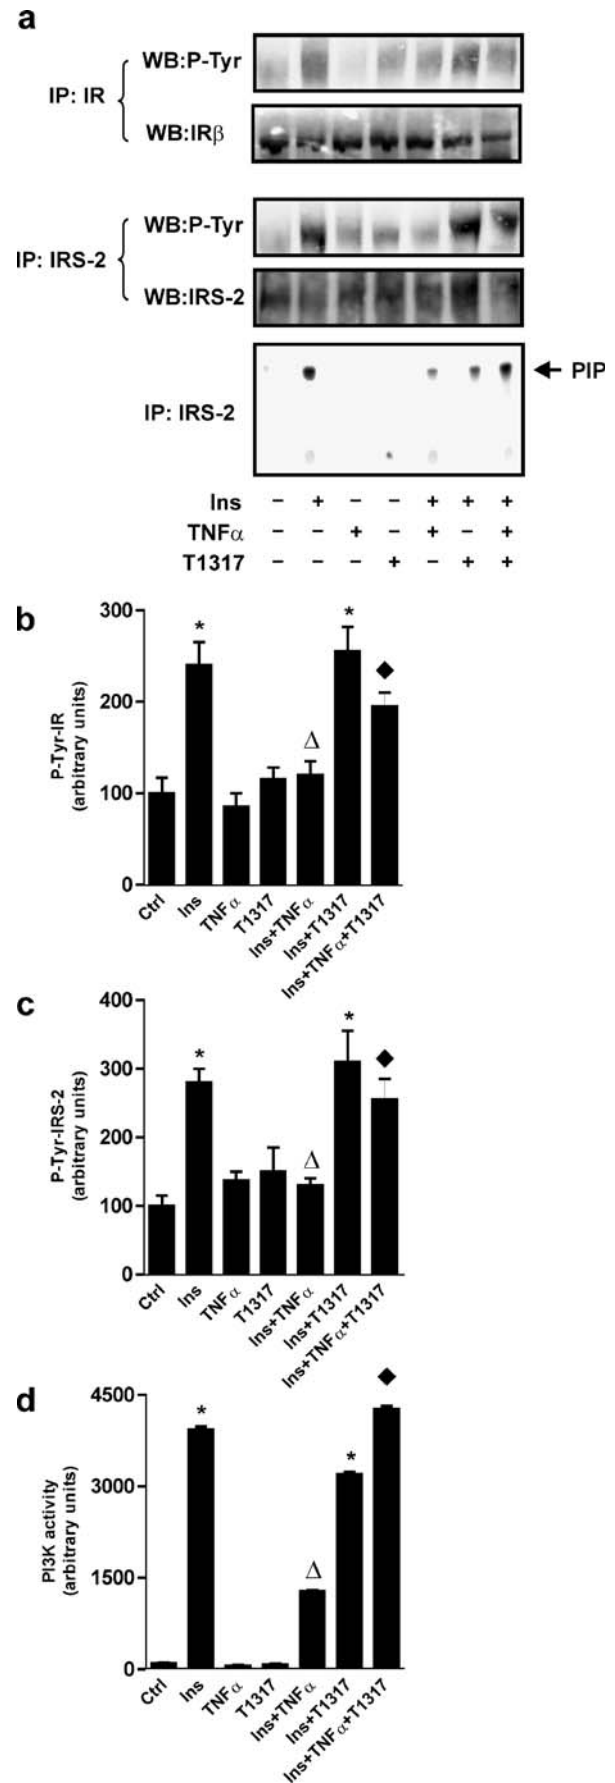 a
WB:P-Tyr
IP: IR
WB:IRβ
WB:P-Tyr
IP: IRS-2
WB:IRS-2
PIP
IP: IRS-2
Ins − + − − + + +
TNFα − − + − + − +
T1317 − − − + − + +
b
300
200
100
0
P-Tyr-IR
(arbitrary units)
* * Δ ◆
Ctrl
Ins
TNFα
T1317
Ins+TNFα
Ins+T1317
Ins+TNFα+T1317
c
400
300
200
100
0
P-Tyr-IRS-2
(arbitrary units)
* * Δ ◆
Ctrl
Ins
TNFα
T1317
Ins+TNFα
Ins+T1317
Ins+TNFα+T1317
d
4500
3000
1500
0
PI3K activity
(arbitrary units)
* Δ * ◆
Ctrl
Ins
TNFα
T1317
Ins+TNFα
Ins+T1317
Ins+TNFα+T1317